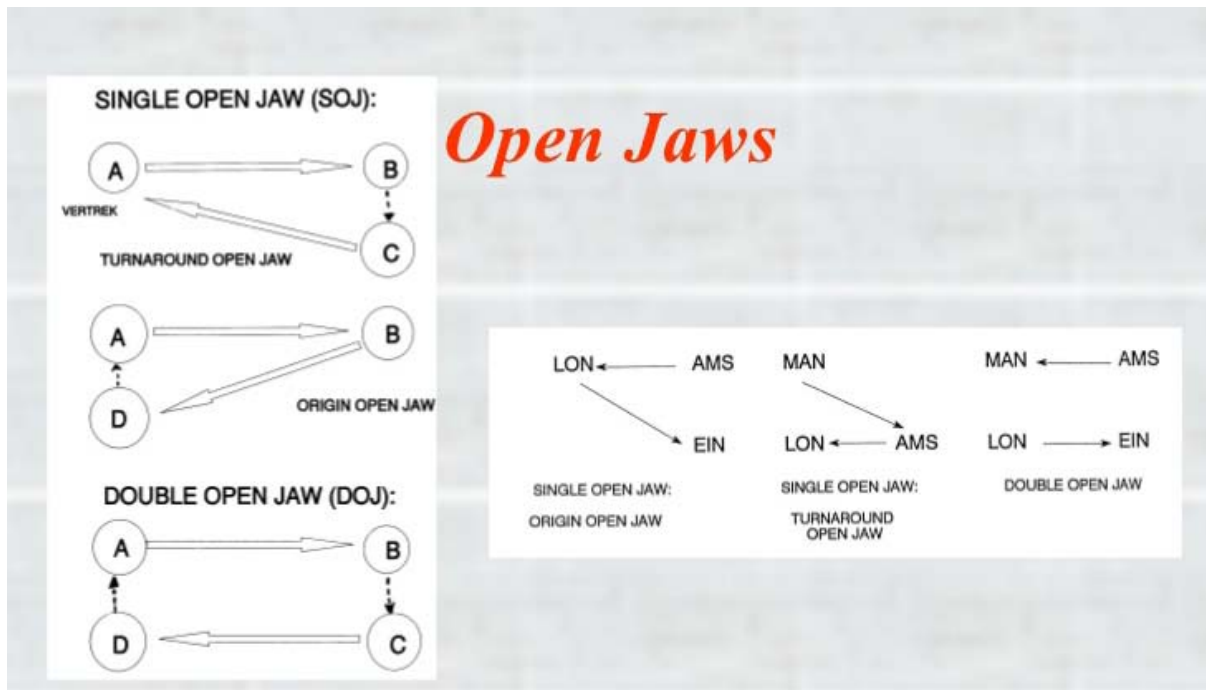 Open Jaws
SINGLE OPEN JAW (SOJ):
A
B
VERTREK
C
TURNAROUND OPEN JAW
A
B
D
ORIGIN OPEN JAW
DOUBLE OPEN JAW (DOJ):
A
B
D
C
LON AMS
EIN
SINGLE OPEN JAW:
ORIGIN OPEN JAW
MAN
LON AMS
SINGLE OPEN JAW:
TURNAROUND
OPEN JAW
MAN AMS
LON EIN
DOUBLE OPEN JAW